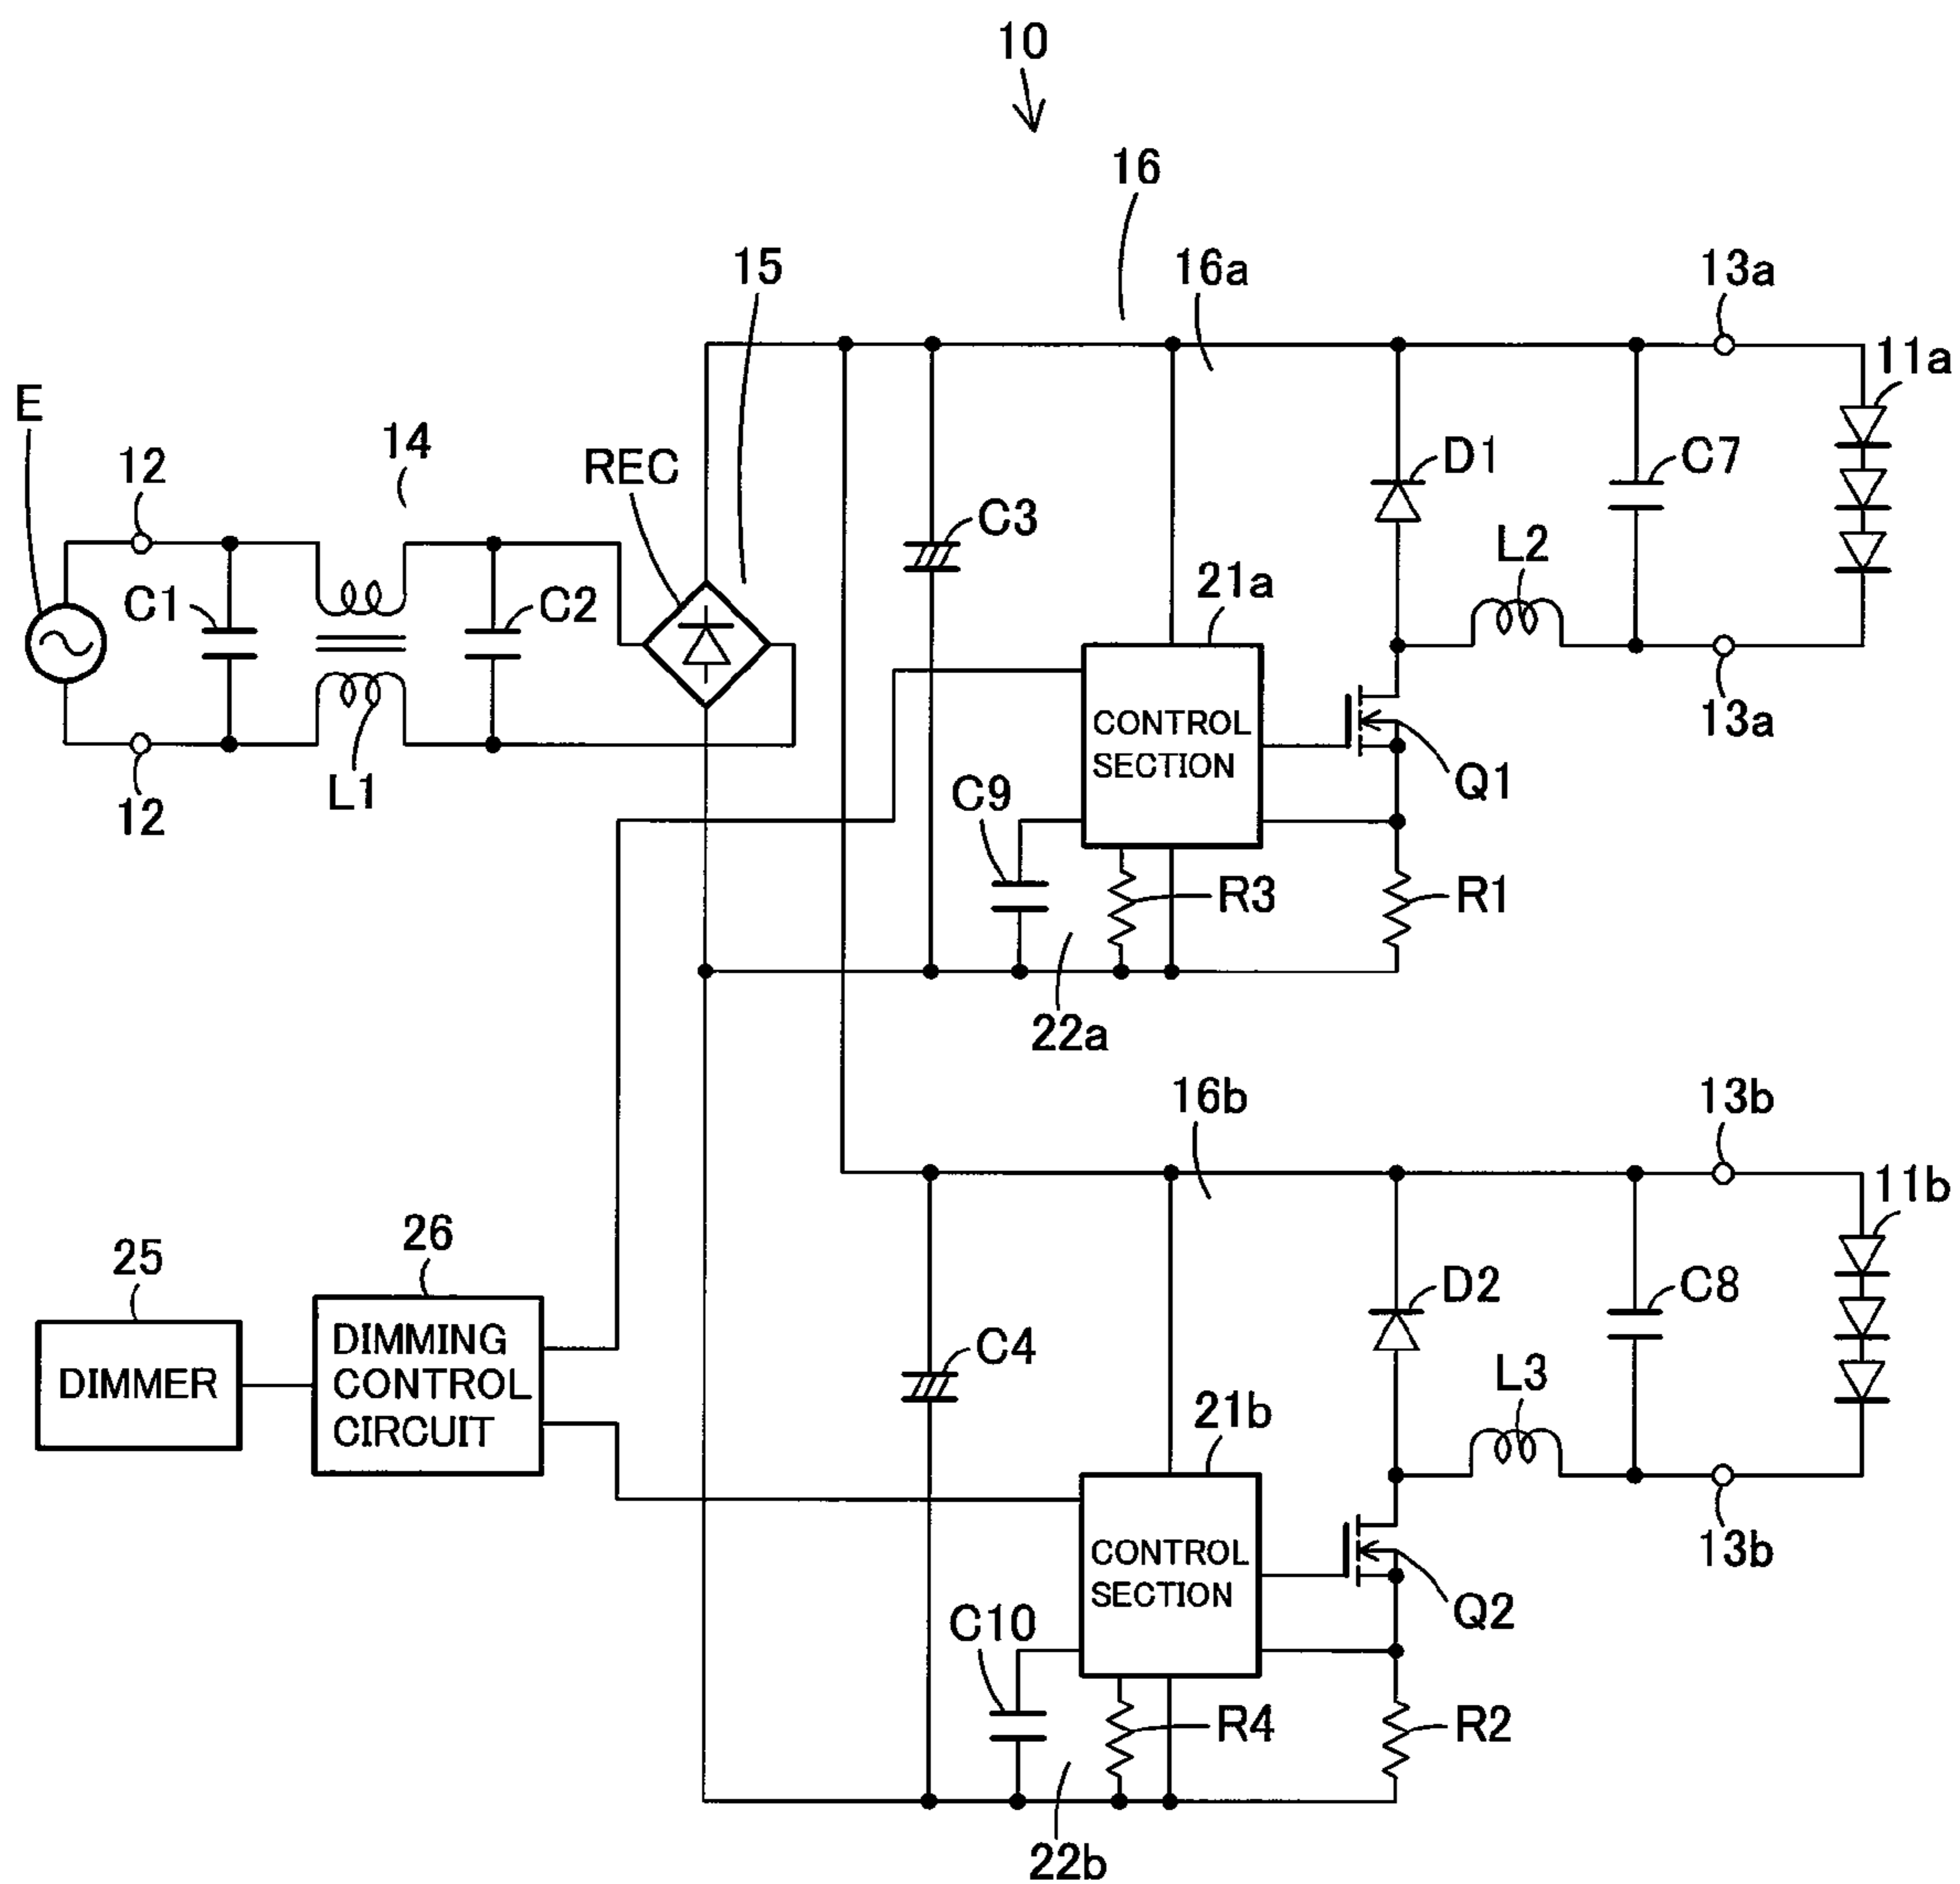 10
16
15
16a
13a
11a
E
12
14
REC
D1
C7
C3
L2
C1
C2
21a
CONTROL
SECTION
13a
12
L1
C9
Q1
R3
R1
22a
16b
13b
11b
25
26
D2
C8
DIMMER
DIMMING
CONTROL
CIRCUIT
C4
L3
21b
CONTROL
SECTION
13b
C10
Q2
R4
R2
22b